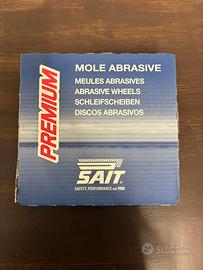 PREMIUM
MOLE ABRASIVE
MEULES ABRASIVES
ABRASIVE WHEELS
SCHLEIFSCHEIBEN
DISCOS ABRASIVOS
SAIT
SAFETY, PERFORMANCE AND YOU
Subito